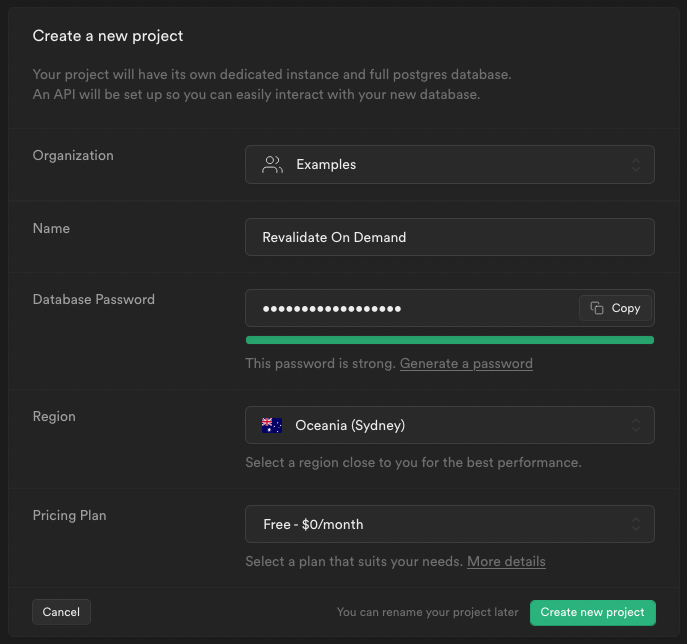 Create a new project
Your project will have its own dedicated instance and full postgres database.
An API will be set up so you can easily interact with your new database.
Organization
Examples
Name
Revalidate On Demand
Database Password
••••••••••••••••••
Copy
This password is strong. Generate a password
Region
Oceania (Sydney)
Select a region close to you for the best performance.
Pricing Plan
Free - $0/month
Select a plan that suits your needs. More details
Cancel
You can rename your project later
Create new project